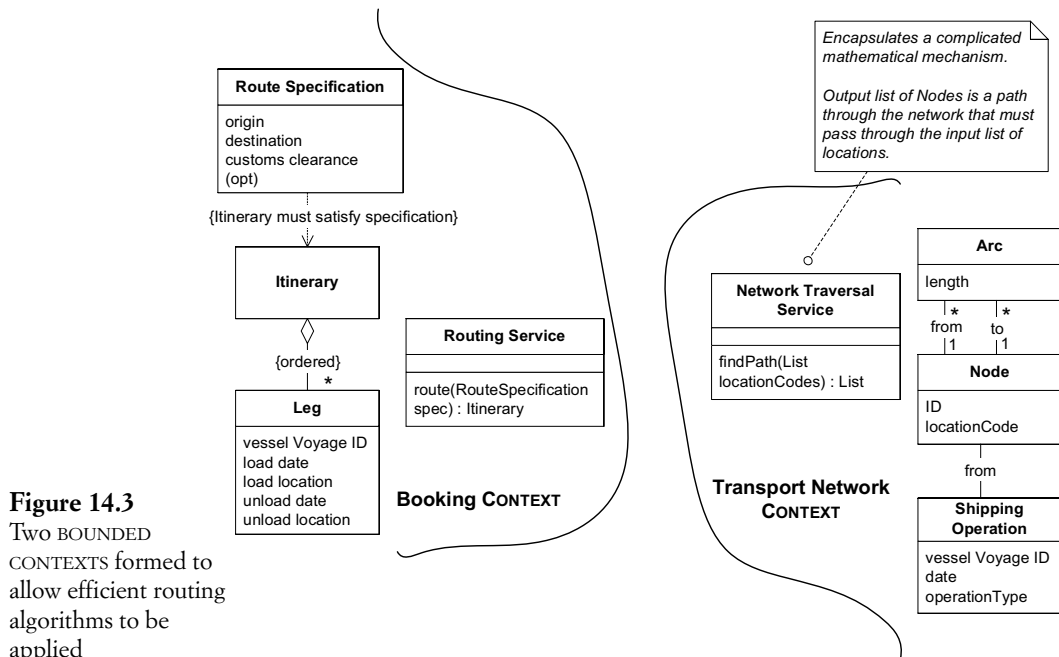 Route Specification
origin
destination
customs clearance
(opt)
{Itinerary must satisfy specification}
Itinerary
{ordered}
*
Leg
vessel Voyage ID
load date
load location
unload date
unload location
Routing Service
route(RouteSpecification
spec) : Itinerary
Booking CONTEXT
Encapsulates a complicated
mathematical mechanism.
Output list of Nodes is a path
through the network that must
pass through the input list of
locations.
Network Traversal
Service
findPath(List
locationCodes) : List
Transport Network
CONTEXT
Arc
length
* *
from to
1 1
Node
ID
locationCode
from
Shipping
Operation
vessel Voyage ID
date
operationType
Figure 14.3
Two BOUNDED
CONTEXTS formed to
allow efficient routing
algorithms to be
applied